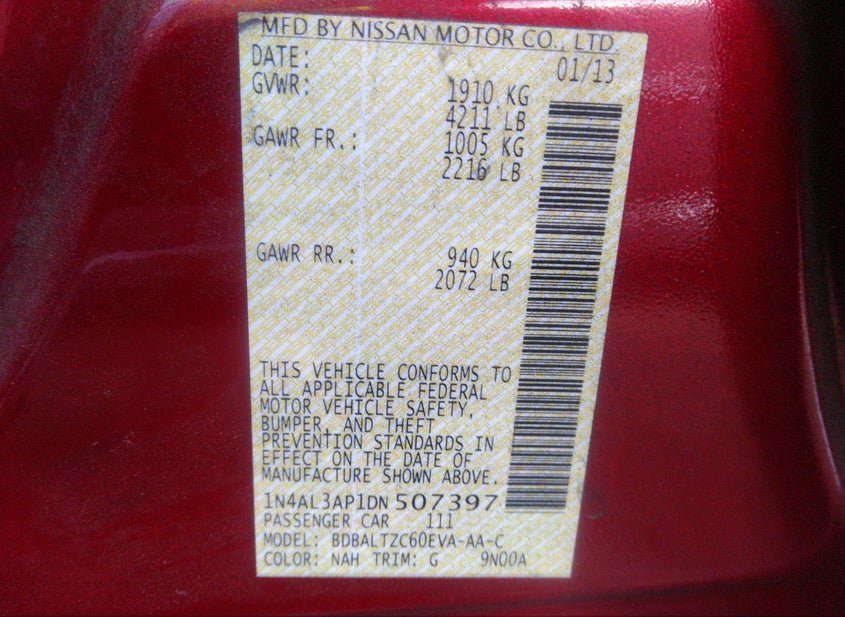 MFD BY NISSAN MOTOR CO., LTD.
DATE: 01/13
GVWR: 1910 KG
4211 LB
GAWR FR.: 1005 KG
2216 LB
GAWR RR.: 940 KG
2072 LB
THIS VEHICLE CONFORMS TO
ALL APPLICABLE FEDERAL
MOTOR VEHICLE SAFETY,
BUMPER, AND THEFT
PREVENTION STANDARDS IN
EFFECT ON THE DATE OF
MANUFACTURE SHOWN ABOVE.
1N4AL3AP1DN 507397
PASSENGER CAR 111
MODEL: BDBALTZC60EVA-AA-C
COLOR: NAH TRIM: G 9N00A